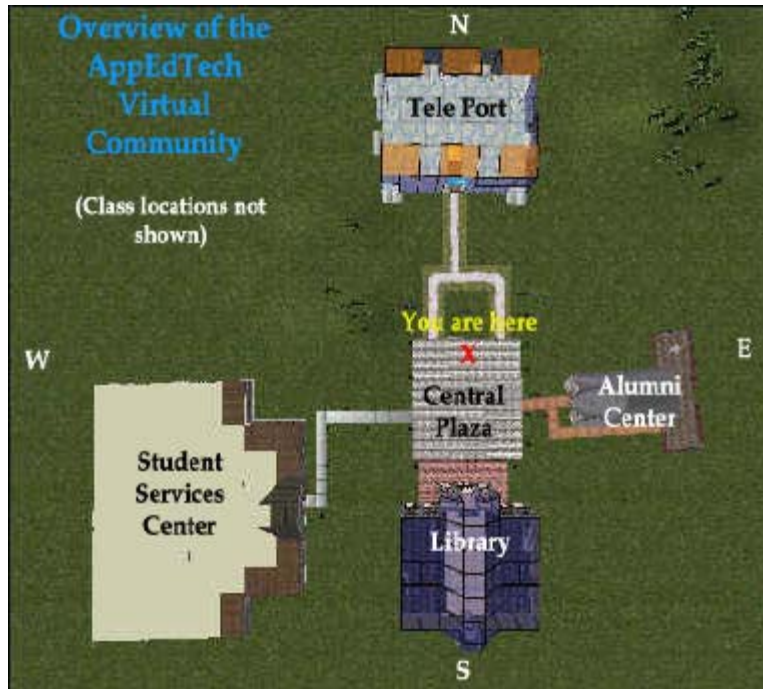 Overview of the
AppEdTech
Virtual
Community
(Class locations not
shown)
N
Tele Port
You are here
X
W
E
Central
Plaza
Alumni
Center
Student
Services
Center
Library
S